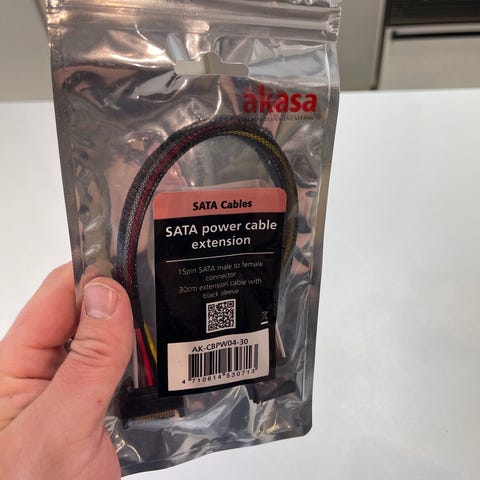 akasa
SATA Cables
SATA power cable
extension
15pin SATA male to female
connector
30cm extension cable with
black sleeve
AK-CBPW04-30
4 710614 530713